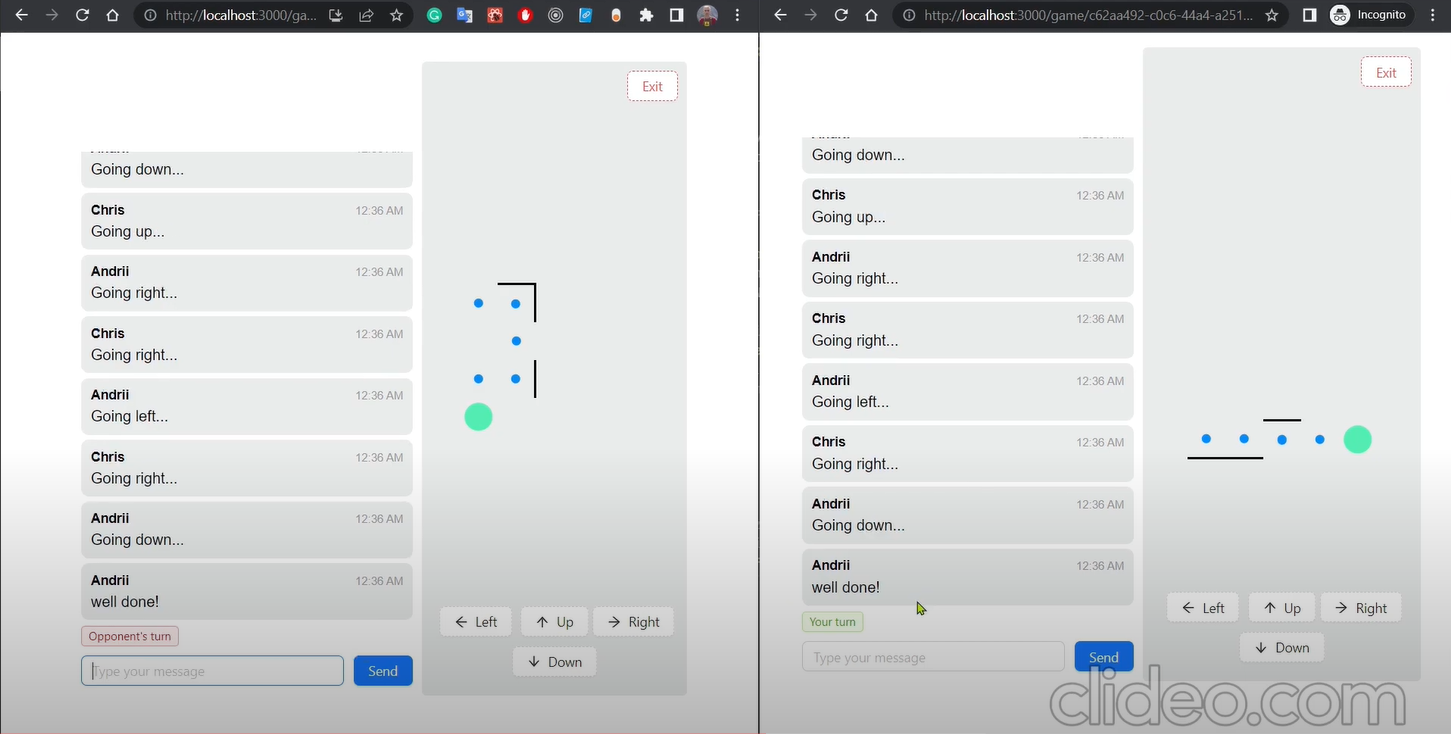 http://localhost:3000/ga...
Exit
Going down...
Chris 12:36 AM
Going up...
Andrii 12:36 AM
Going right...
Chris 12:36 AM
Going right...
Andrii 12:36 AM
Going left...
Chris 12:36 AM
Going right...
Andrii 12:36 AM
Going down...
Andrii 12:36 AM
well done!
Opponent's turn
Type your message
Send
Left
Up
Right
Down
http://localhost:3000/game/c62aa492-c0c6-44a4-a251...
Incognito
Exit
Going down...
Chris 12:36 AM
Going up...
Andrii 12:36 AM
Going right...
Chris 12:36 AM
Going right...
Andrii 12:36 AM
Going left...
Chris 12:36 AM
Going right...
Andrii 12:36 AM
Going down...
Andrii 12:36 AM
well done!
Your turn
Type your message
Send
Left
Up
Right
Down
clideo.com